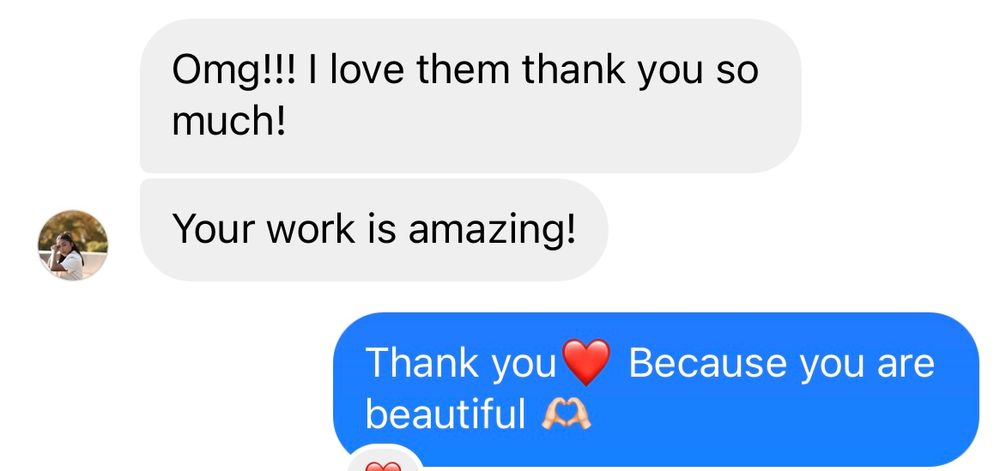 Omg!!! I love them thank you so
much!
Your work is amazing!
Thank you❤️ Because you are
beautiful 🫶🏻